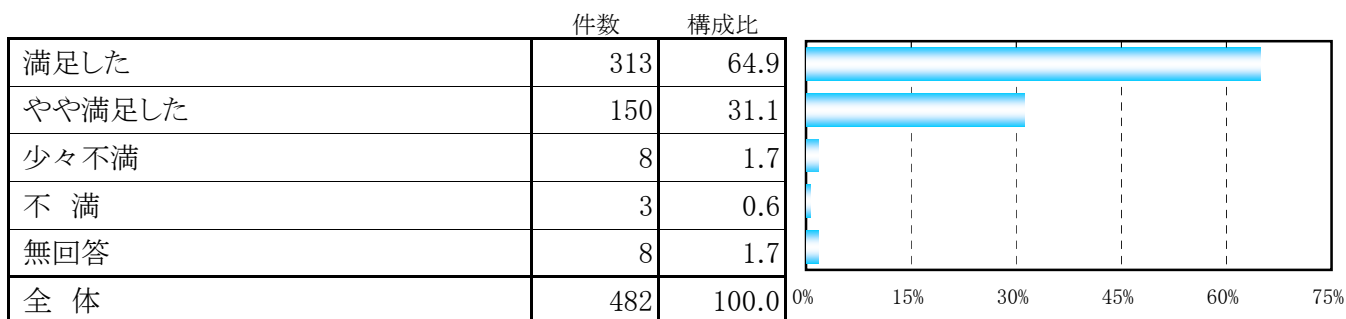 件数 構成比
満足した 313 64.9
やや満足した 150 31.1
少々不満 8 1.7
不 満 3 0.6
無回答 8 1.7
全 体 482 100.0
0% 15% 30% 45% 60% 75%